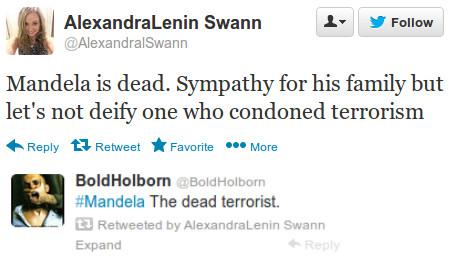 AlexandraLenin Swann
@AlexandralSwann
Follow
Mandela is dead. Sympathy for his family but
let's not deify one who condoned terrorism
Reply Retweet Favorite More
BoldHolborn @BoldHolborn
#Mandela The dead terrorist.
Retweeted by AlexandraLenin Swann
Expand Reply